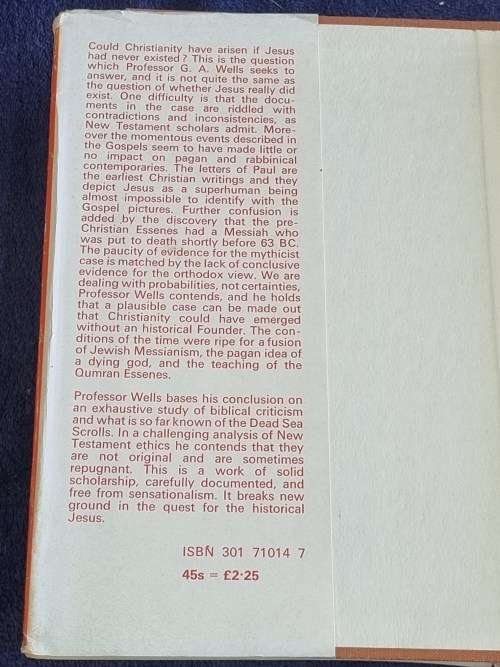 Could Christianity have arisen if Jesus
had never existed? This is the question
which Professor G. A. Wells seeks to
answer, and it is not quite the same as
the question of whether Jesus really did
exist. One difficulty is that the docu-
ments in the case are riddled with
contradictions and inconsistencies, as
New Testament scholars admit. More-
over the momentous events described in
the Gospels seem to have made little or
no impact on pagan and rabbinical
contemporaries. The letters of Paul are
the earliest Christian writings and they
depict Jesus as a superhuman being
almost impossible to identify with the
Gospel pictures. Further confusion is
added by the discovery that the pre-
Christian Essenes had a Messiah who
was put to death shortly before 63 BC.
The paucity of evidence for the mythicist
case is matched by the lack of conclusive
evidence for the orthodox view. We are
dealing with probabilities, not certainties,
Professor Wells contends, and he holds
that a plausible case can be made out
that Christianity could have emerged
without an historical Founder. The con-
ditions of the time were ripe for a fusion
of Jewish Messianism, the pagan idea of
a dying god, and the teaching of the
Qumran Essenes.
Professor Wells bases his conclusion on
an exhaustive study of biblical criticism
and what is so far known of the Dead Sea
Scrolls. In a challenging analysis of New
Testament ethics he contends that they
are not original and are sometimes
repugnant. This is a work of solid
scholarship, carefully documented, and
free from sensationalism. It breaks new
ground in the quest for the historical
Jesus.
ISBN 301 71014 7
45s = £2·25